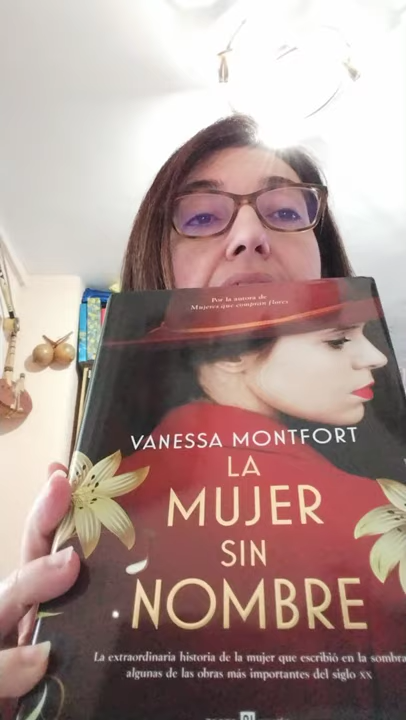 Por la autora de
Mujeres que compran flores
VANESSA MONTFORT
LA
MUJER
SIN
NOMBRE
La extraordinaria historia de la mujer que escribió en la sombra
algunas de las obras más importantes del siglo XX